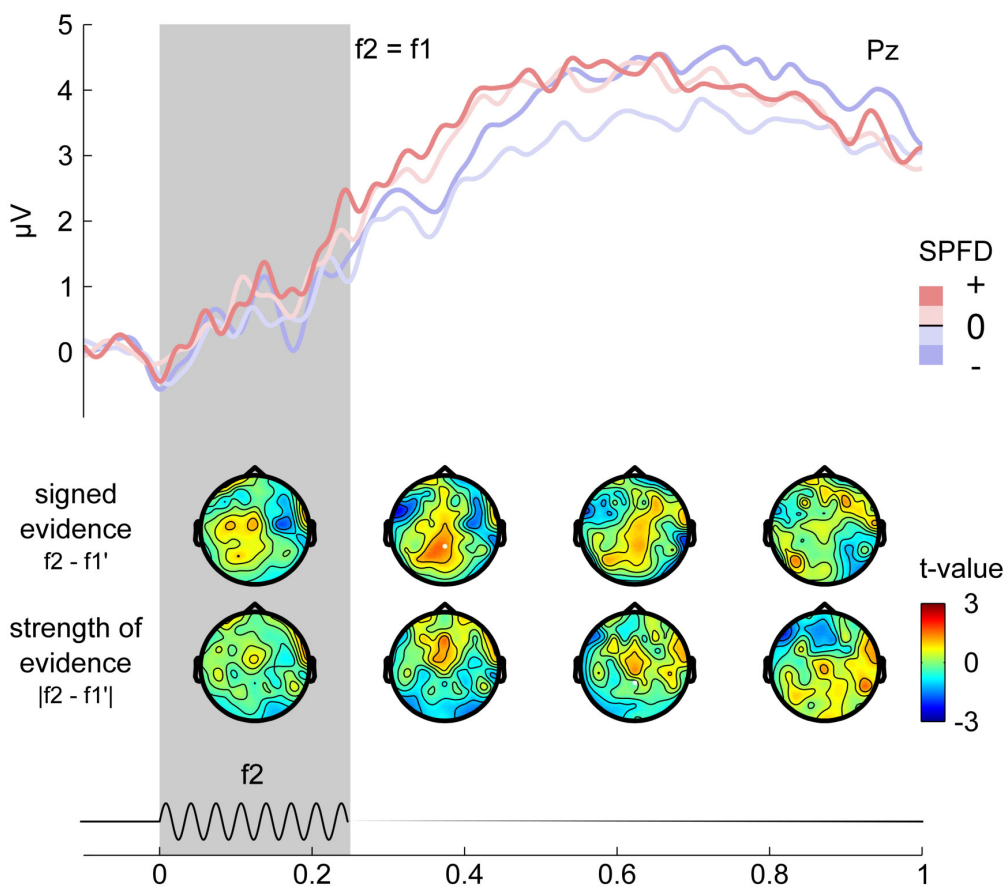 5
4
3
2
1
0
µV
f2 = f1
Pz
SPFD
+
0
-
signed
evidence
f2 - f1'
strength of
evidence
|f2 - f1'|
t-value
3
0
-3
f2
0
0.2
0.4
0.6
0.8
1